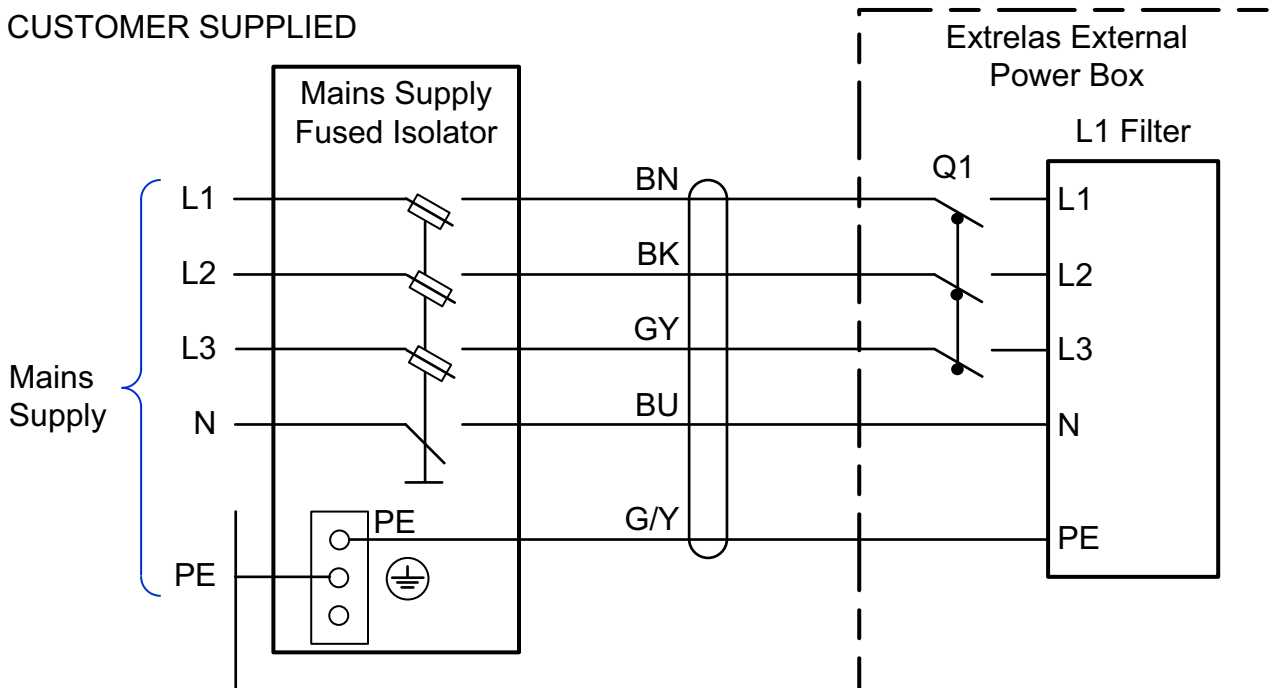 CUSTOMER SUPPLIED
Extrelas External
Power Box
Mains Supply
Fused Isolator
L1 Filter
Q1
L1
BN
L1
L2
BK
L2
L3
GY
L3
Mains
Supply
N
BU
N
PE
G/Y
PE
PE